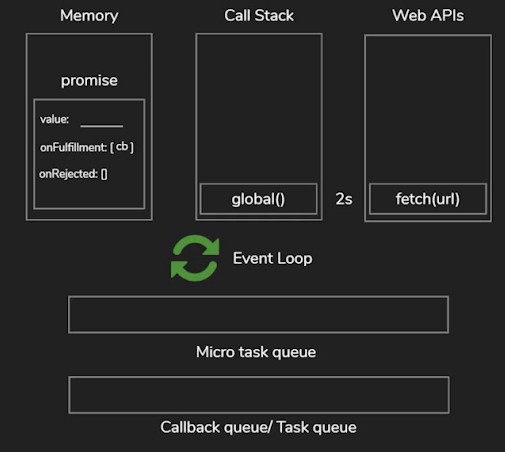 Memory
Call Stack
Web APIs
promise
value: ______
onFulfillment: [ cb ]
onRejected: []
global()
2s
fetch(url)
Event Loop
Micro task queue
Callback queue/ Task queue